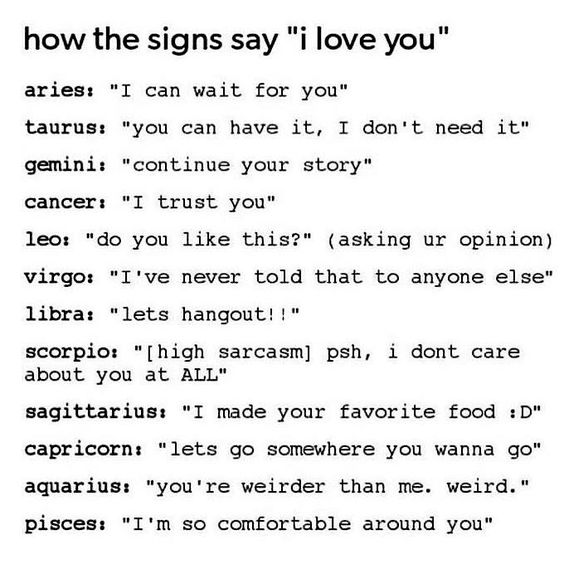 how the signs say "i love you"
aries: "I can wait for you"
taurus: "you can have it, I don't need it"
gemini: "continue your story"
cancer: "I trust you"
leo: "do you like this?" (asking ur opinion)
virgo: "I've never told that to anyone else"
libra: "lets hangout!!"
scorpio: "[high sarcasm] psh, i dont care
about you at ALL"
sagittarius: "I made your favorite food :D"
capricorn: "lets go somewhere you wanna go"
aquarius: "you're weirder than me. weird."
pisces: "I'm so comfortable around you"